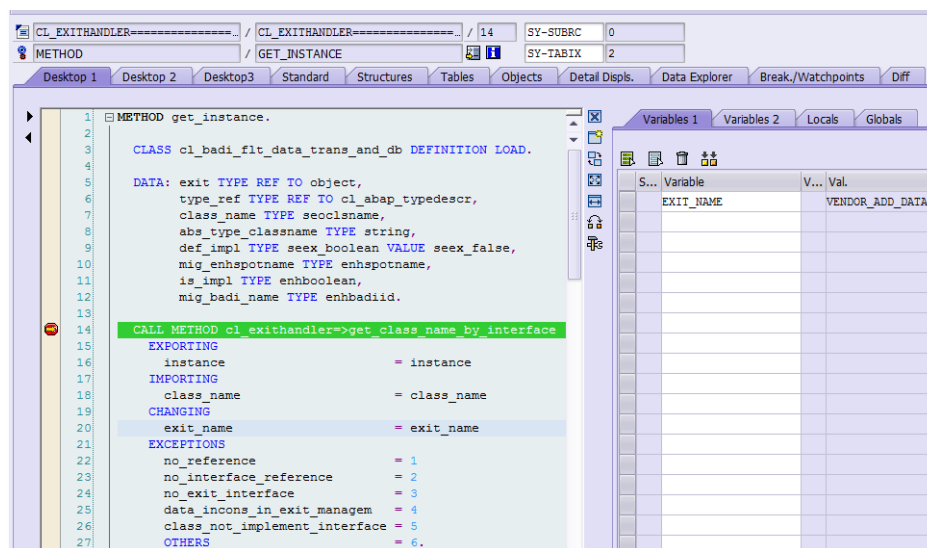 CL_EXITHANDLER================… / CL_EXITHANDLER================… / 14 SY-SUBRC 0
METHOD / GET_INSTANCE SY-TABIX 2
Desktop 1 Desktop 2 Desktop3 Standard Structures Tables Objects Detail Displs. Data Explorer Break./Watchpoints Diff
Variables 1 Variables 2 Locals Globals
S... Variable V... Val.
EXIT_NAME VENDOR_ADD_DATA
1 METHOD get_instance.
2
3 CLASS cl_badi_flt_data_trans_and_db DEFINITION LOAD.
4
5 DATA: exit TYPE REF TO object,
6 type_ref TYPE REF TO cl_abap_typedescr,
7 class_name TYPE seoclsname,
8 abs_type_classname TYPE string,
9 def_impl TYPE seex_boolean VALUE seex_false,
10 mig_enhspotname TYPE enhspotname,
11 is_impl TYPE enhboolean,
12 mig_badi_name TYPE enhbadiid.
13
14 CALL METHOD cl_exithandler=>get_class_name_by_interface
15 EXPORTING
16 instance = instance
17 IMPORTING
18 class_name = class_name
19 CHANGING
20 exit_name = exit_name
21 EXCEPTIONS
22 no_reference = 1
23 no_interface_reference = 2
24 no_exit_interface = 3
25 data_incons_in_exit_managem = 4
26 class_not_implement_interface = 5
27 OTHERS = 6.